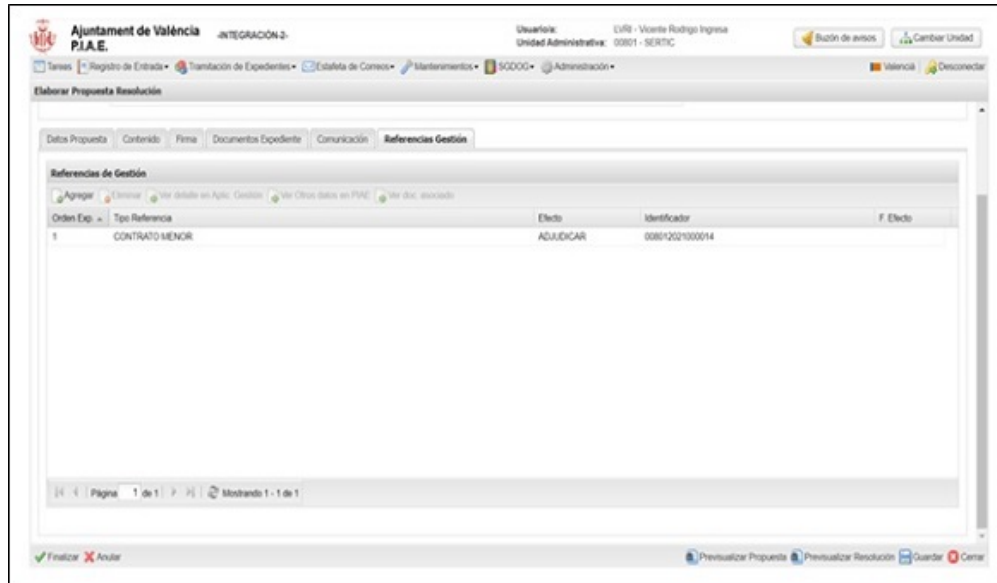 Ajuntament de València
P.I.A.E.
-INTEGRACIÓN-2-
Usuario/a: LVRI - Vicente Rodrigo Ingresa
Unidad Administrativa: 00801 - SERTIC
Buzón de avisos
Cambiar Unidad
Tareas Registro de Entrada Tramitación de Expedientes Estafeta de Correos Mantenimientos SGDOG Administración Valencià Desconectar
Elaborar Propuesta Resolución
Datos Propuesta Contenido Firma Documentos Expediente Comunicación Referencias Gestión
Referencias de Gestión
Agregar Eliminar Ver detalle en Aplic. Gestión Ver Otros datos en PIAE Ver doc. asociado
Orden Exp. Tipo Referencia Efecto Identificador F. Efecto
1 CONTRATO MENOR ADJUDICAR 008012021000014
Página 1 de 1 Mostrando 1 - 1 de 1
Finalizar Anular Previsualizar Propuesta Previsualizar Resolución Guardar Cerrar